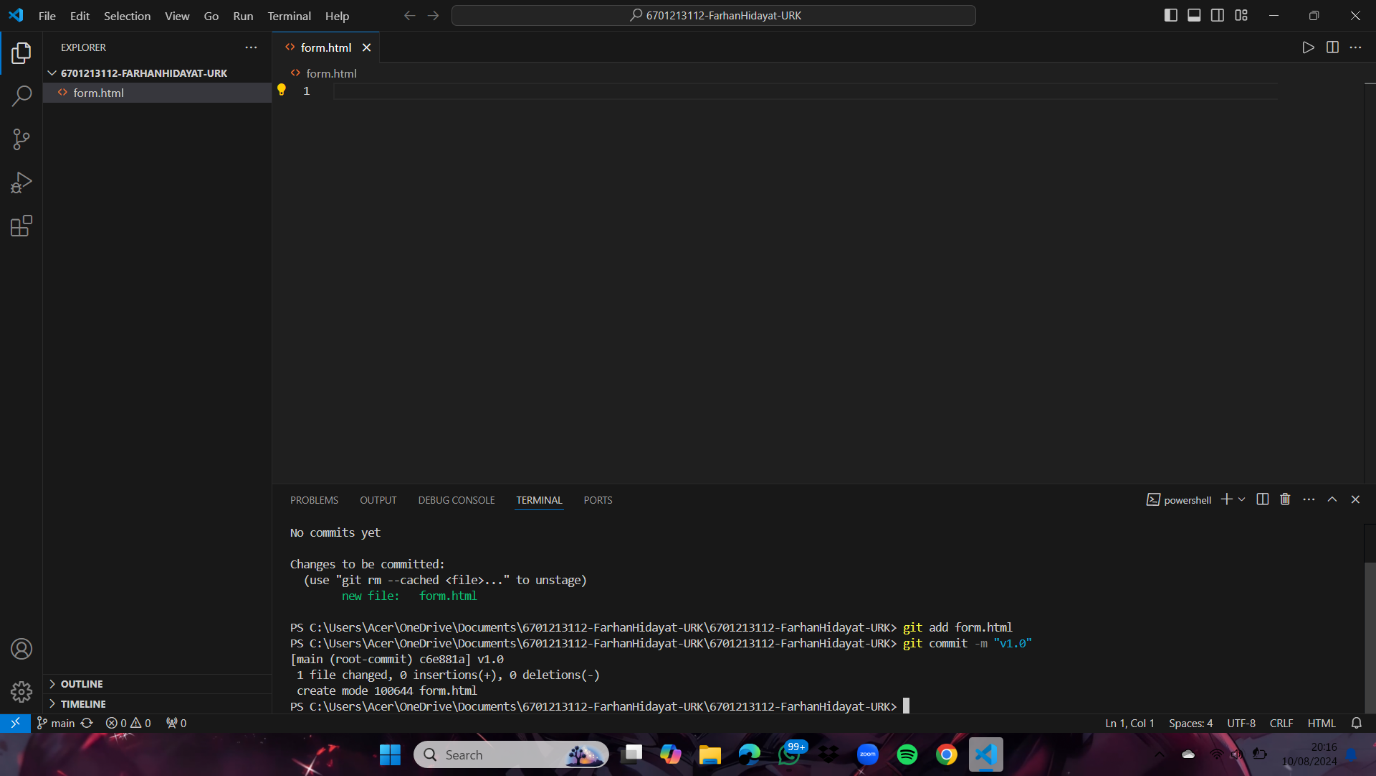 File Edit Selection View Go Run Terminal Help
6701213112-FarhanHidayat-URK
EXPLORER
form.html
6701213112-FARHANHIDAYAT-URK
form.html
form.html
1
PROBLEMS OUTPUT DEBUG CONSOLE TERMINAL PORTS
powershell
No commits yet
Changes to be committed:
(use "git rm --cached <file>..." to unstage)
new file: form.html
PS C:\Users\Acer\OneDrive\Documents\6701213112-FarhanHidayat-URK\6701213112-FarhanHidayat-URK> git add form.html
PS C:\Users\Acer\OneDrive\Documents\6701213112-FarhanHidayat-URK\6701213112-FarhanHidayat-URK> git commit -m "v1.0"
[main (root-commit) c6e881a] v1.0
1 file changed, 0 insertions(+), 0 deletions(-)
create mode 100644 form.html
PS C:\Users\Acer\OneDrive\Documents\6701213112-FarhanHidayat-URK\6701213112-FarhanHidayat-URK>
OUTLINE
TIMELINE
main 0 0 0
Ln 1, Col 1 Spaces: 4 UTF-8 CRLF HTML
Search
99+
zoom
20:16
10/08/2024